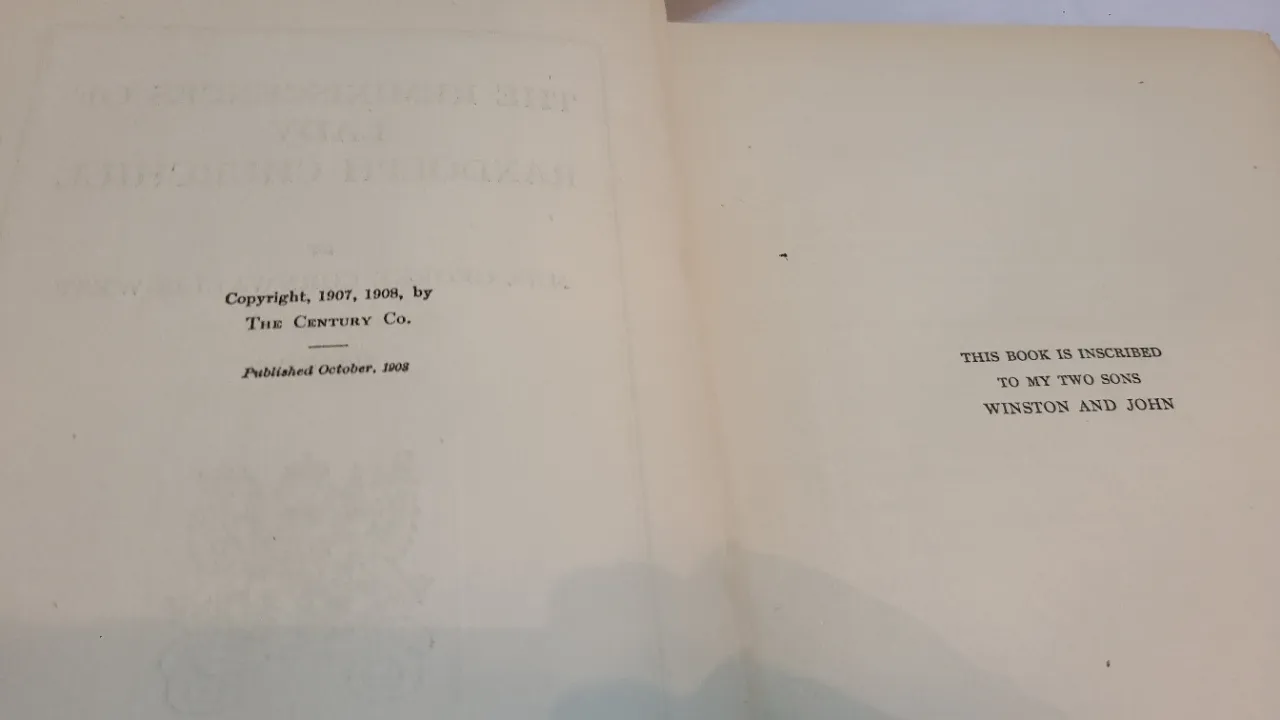 Copyright, 1907, 1908, by
THE CENTURY CO.
Published October, 1908
THIS BOOK IS INSCRIBED
TO MY TWO SONS
WINSTON AND JOHN